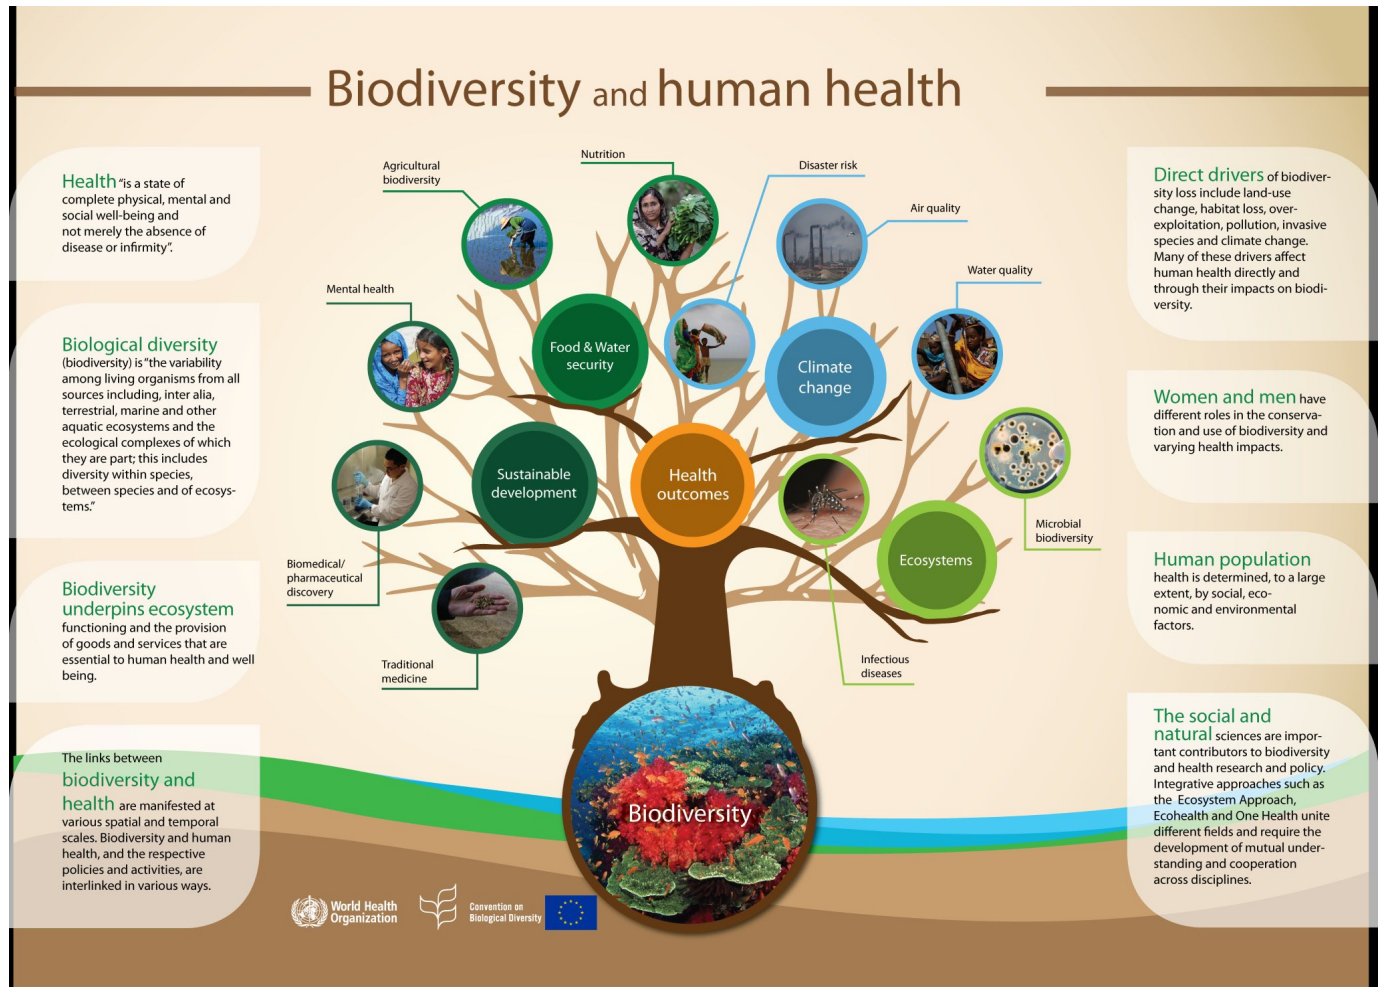 Biodiversity and human health
Health “is a state of
complete physical, mental and
social well-being and
not merely the absence of
disease or infirmity”.
Biological diversity
(biodiversity) is “the variability
among living organisms from all
sources including, inter alia,
terrestrial, marine and other
aquatic ecosystems and the
ecological complexes of which
they are part; this includes
diversity within species,
between species and of ecosys-
tems.”
Biodiversity
underpins ecosystem
functioning and the provision
of goods and services that are
essential to human health and well
being.
The links between
biodiversity and
health are manifested at
various spatial and temporal
scales. Biodiversity and human
health, and the respective
policies and activities, are
interlinked in various ways.
Agricultural
biodiversity
Nutrition
Disaster risk
Air quality
Water quality
Mental health
Food & Water
security
Climate
change
Sustainable
development
Health
outcomes
Ecosystems
Microbial
biodiversity
Biomedical/
pharmaceutical
discovery
Traditional
medicine
Infectious
diseases
Biodiversity
World Health
Organization
Convention on
Biological Diversity
Direct drivers of biodiver-
sity loss include land-use
change, habitat loss, over-
exploitation, pollution, invasive
species and climate change.
Many of these drivers affect
human health directly and
through their impacts on biodi-
versity.
Women and men have
different roles in the conserva-
tion and use of biodiversity and
varying health impacts.
Human population
health is determined, to a large
extent, by social, eco-
nomic and environmental
factors.
The social and
natural sciences are impor-
tant contributors to biodiversity
and health research and policy.
Integrative approaches such as
the Ecosystem Approach,
Ecohealth and One Health unite
different fields and require the
development of mutual under-
standing and cooperation
across disciplines.